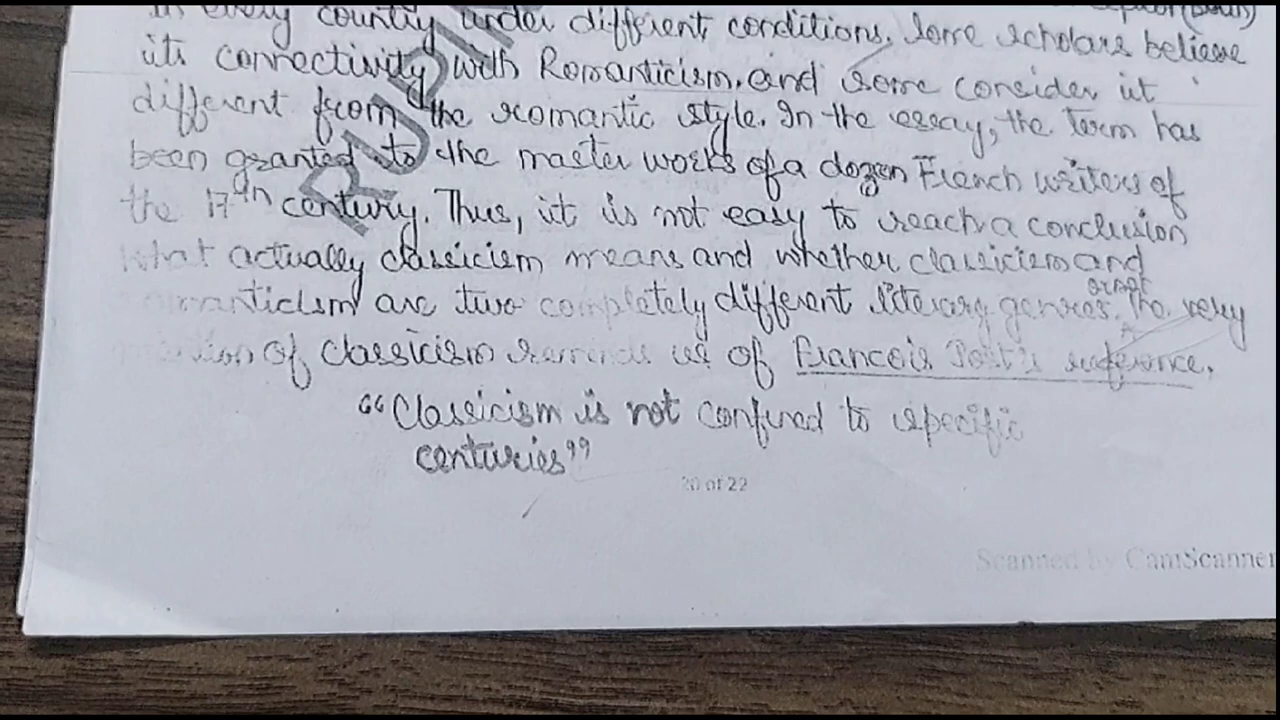 in every country under different conditions. Some scholars believe
its connectivity with Romanticism. and some consider it
different from the romantic style. In the essay, the term has
been granted to the master works of a dozen French writers of
the 17th century. Thus, it is not easy to reach a conclusion
what actually classicism means and whether classicism and
are two completely different literary genres. The very
of classicism reminds us of Francois reference.
"Classicism is not confined to specific
centuries"
20 of 22
Scanned by CamScanner